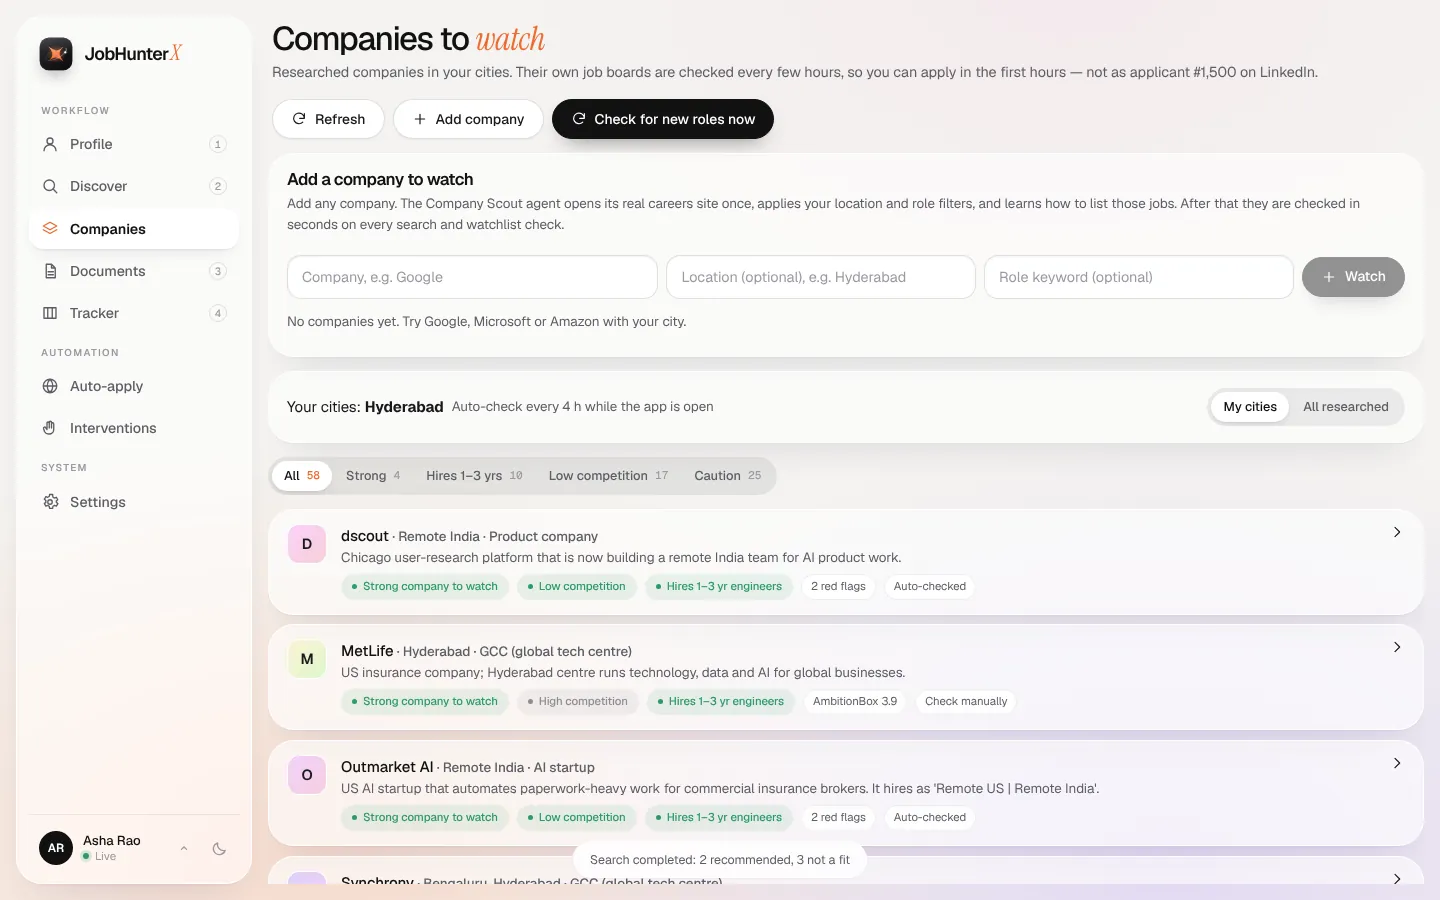 JobHunterX
WORKFLOW
Profile 1
Discover 2
Companies
Documents 3
Tracker 4
AUTOMATION
Auto-apply
Interventions
SYSTEM
Settings
AR
Asha Rao
Live
Companies to watch
Researched companies in your cities. Their own job boards are checked every few hours, so you can apply in the first hours — not as applicant #1,500 on LinkedIn.
Refresh
Add company
Check for new roles now
Add a company to watch
Add any company. The Company Scout agent opens its real careers site once, applies your location and role filters, and learns how to list those jobs. After that they are checked in
seconds on every search and watchlist check.
Company, e.g. Google
Location (optional), e.g. Hyderabad
Role keyword (optional)
Watch
No companies yet. Try Google, Microsoft or Amazon with your city.
Your cities: Hyderabad Auto-check every 4 h while the app is open
My cities
All researched
All 58
Strong 4
Hires 1–3 yrs 10
Low competition 17
Caution 25
D
dscout · Remote India · Product company
Chicago user-research platform that is now building a remote India team for AI product work.
Strong company to watch
Low competition
Hires 1–3 yr engineers
2 red flags
Auto-checked
M
MetLife · Hyderabad · GCC (global tech centre)
US insurance company; Hyderabad centre runs technology, data and AI for global businesses.
Strong company to watch
High competition
Hires 1–3 yr engineers
AmbitionBox 3.9
Check manually
O
Outmarket AI · Remote India · AI startup
US AI startup that automates paperwork-heavy work for commercial insurance brokers. It hires as 'Remote US | Remote India'.
Strong company to watch
Low competition
Hires 1–3 yr engineers
2 red flags
Auto-checked
Search completed: 2 recommended, 3 not a fit
Synchrony · Bengaluru, Hyderabad · GCC (global tech centre)